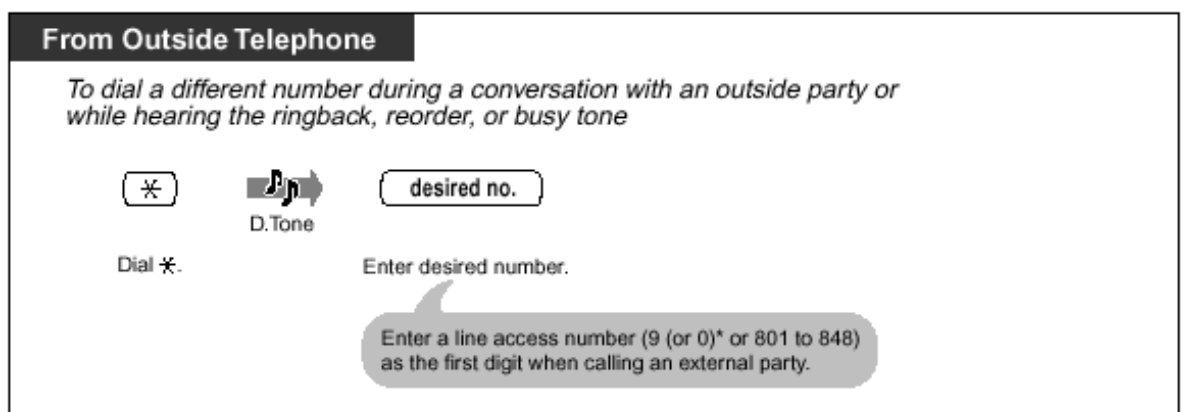 From Outside Telephone
To dial a different number during a conversation with an outside party or
while hearing the ringback, reorder, or busy tone
✳ desired no.
D.Tone
Dial ✳. Enter desired number.
Enter a line access number (9 (or 0)* or 801 to 848)
as the first digit when calling an external party.